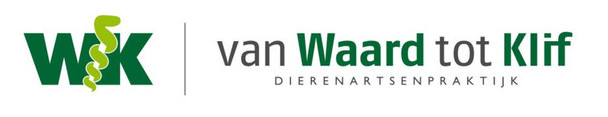 WK
van Waard tot Klif
DIERENARTSENPRAKTIJK